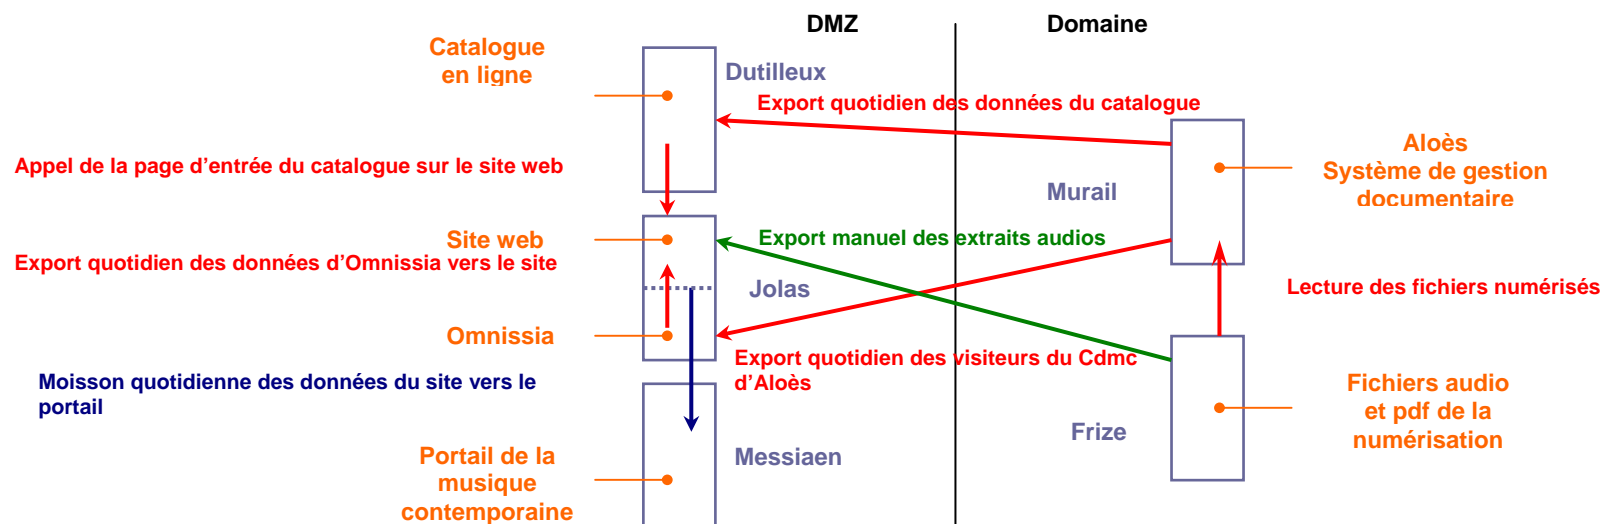 DMZ
Domaine
Catalogue
en ligne
Dutilleux
Export quotidien des données du catalogue
Appel de la page d’entrée du catalogue sur le site web
Aloès
Système de gestion
documentaire
Murail
Site web
Export manuel des extraits audios
Export quotidien des données d’Omnissia vers le site
Jolas
Lecture des fichiers numérisés
Omnissia
Export quotidien des visiteurs du Cdmc
d’Aloès
Moisson quotidienne des données du site vers le
portail
Fichiers audio
et pdf de la
numérisation
Frize
Messiaen
Portail de la
musique
contemporaine